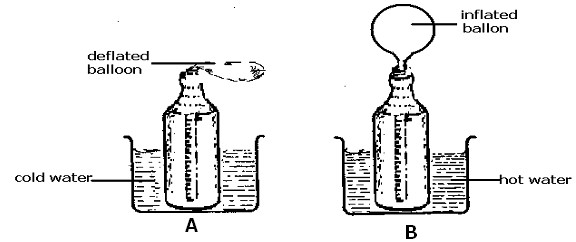 inflated
ballon
deflated
balloon
cold water
hot water
A
B